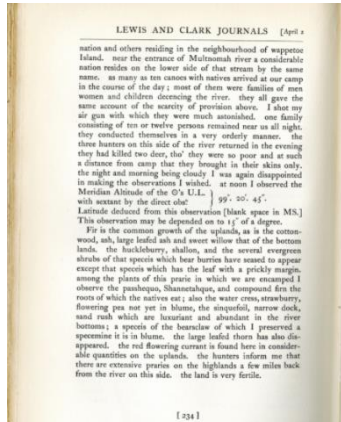 LEWIS AND CLARK JOURNALS [April 2
nation and others residing in the neighbourhood of wappetoe
Island. near the entrance of Multnomah river a considerable
nation resides on the lower side of that stream by the same
name. as many as ten canoes with natives arrived at our camp
in the course of the day; most of them were families of men
women and children decencing the river. they all gave the
same account of the scarcity of provision above. I shot my
air gun with which they were much astonished. one family
consisting of ten or twelve persons remained near us all night.
they conducted themselves in a very orderly manner. the
three hunters on this side of the river returned in the evening
they had killed two deer, tho' they were so poor and at such
a distance from camp that they brought in their skins only.
the night and morning being cloudy I was again disappointed
in making the observations I wished. at noon I observed the
Meridian Altitude of the ☉'s U.L. } 99°. 20'. 45".
with sextant by the direct obsn
Latitude deduced from this observation [blank space in MS.]
This observation may be depended on to 15" of a degree.
Fir is the common growth of the uplands, as is the cotton-
wood, ash, large leafed ash and sweet willow that of the bottom
lands. the huckleburry, shallon, and the several evergreen
shrubs of that speceis which bear burries have seased to appear
except that speceis which has the leaf with a prickly margin.
among the plants of this prarie in which we are encamped I
observe the passhequo, Shannetahque, and compound firn the
roots of which the natives eat; also the water cress, strawburry,
flowering pea not yet in blume, the sinquefoil, narrow dock,
sand rush which are luxuriant and abundant in the river
bottoms; a speceis of the bearsclaw of which I preserved a
specemine it is in blume. the large leafed thorn has also dis-
appeared. the red flowering currant is found here in consider-
able quantities on the uplands. the hunters inform me that
there are extensive praries on the highlands a few miles back
from the river on this side. the land is very fertile.
[ 234 ]